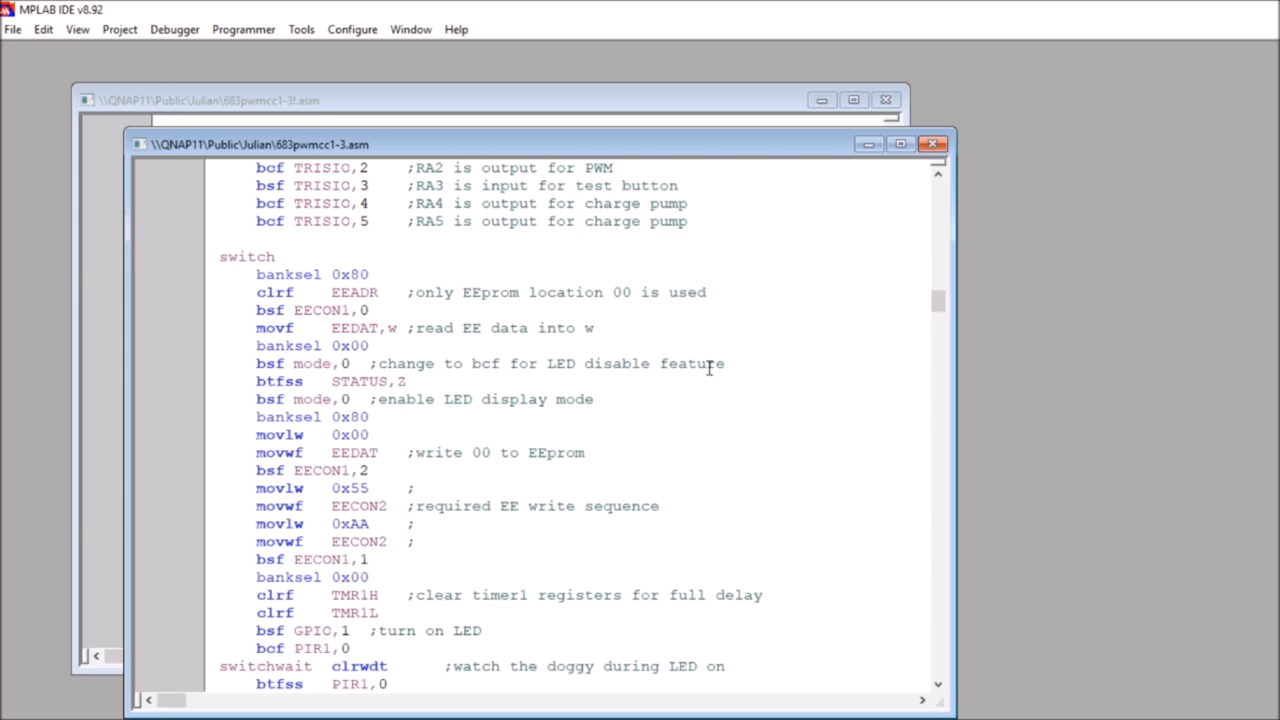 MPLAB IDE v8.92
File Edit View Project Debugger Programmer Tools Configure Window Help
\\QNAP11\Public\Julian\683pwmcc1-3l.asm
\\QNAP11\Public\Julian\683pwmcc1-3.asm
bcf TRISIO,2 ;RA2 is output for PWM
bsf TRISIO,3 ;RA3 is input for test button
bcf TRISIO,4 ;RA4 is output for charge pump
bcf TRISIO,5 ;RA5 is output for charge pump
switch
banksel 0x80
clrf EEADR ;only EEprom location 00 is used
bsf EECON1,0
movf EEDAT,w ;read EE data into w
banksel 0x00
bsf mode,0 ;change to bcf for LED disable feature
btfss STATUS,Z
bsf mode,0 ;enable LED display mode
banksel 0x80
movlw 0x00
movwf EEDAT ;write 00 to EEprom
bsf EECON1,2
movlw 0x55 ;
movwf EECON2 ;required EE write sequence
movlw 0xAA ;
movwf EECON2 ;
bsf EECON1,1
banksel 0x00
clrf TMR1H ;clear timer1 registers for full delay
clrf TMR1L
bsf GPIO,1 ;turn on LED
bcf PIR1,0
switchwait clrwdt ;watch the doggy during LED on
btfss PIR1,0